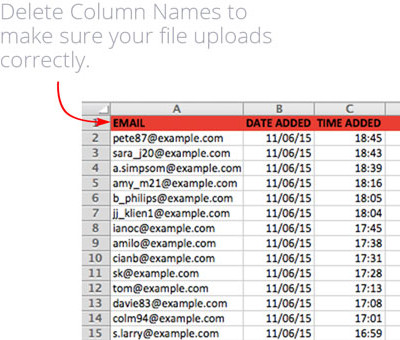 Delete Column Names to
make sure your file uploads
correctly.
A B C
1 EMAIL DATE ADDED TIME ADDED
2 pete87@example.com 11/06/15 18:45
3 sara_j20@example.com 11/06/15 18:43
4 a.simpsom@example.com 11/06/15 18:39
5 amy_m21@example.com 11/06/15 18:16
6 b_philips@example.com 11/06/15 18:05
7 jj_klien1@example.com 11/06/15 18:04
8 ianoc@example.com 11/06/15 17:45
9 amilo@example.com 11/06/15 17:38
10 cianb@example.com 11/06/15 17:31
11 sk@example.com 11/06/15 17:28
12 tom@example.com 11/06/15 17:13
13 davie83@example.com 11/06/15 17:08
14 colm94@example.com 11/06/15 17:01
15 s.larry@example.com 11/06/15 16:59